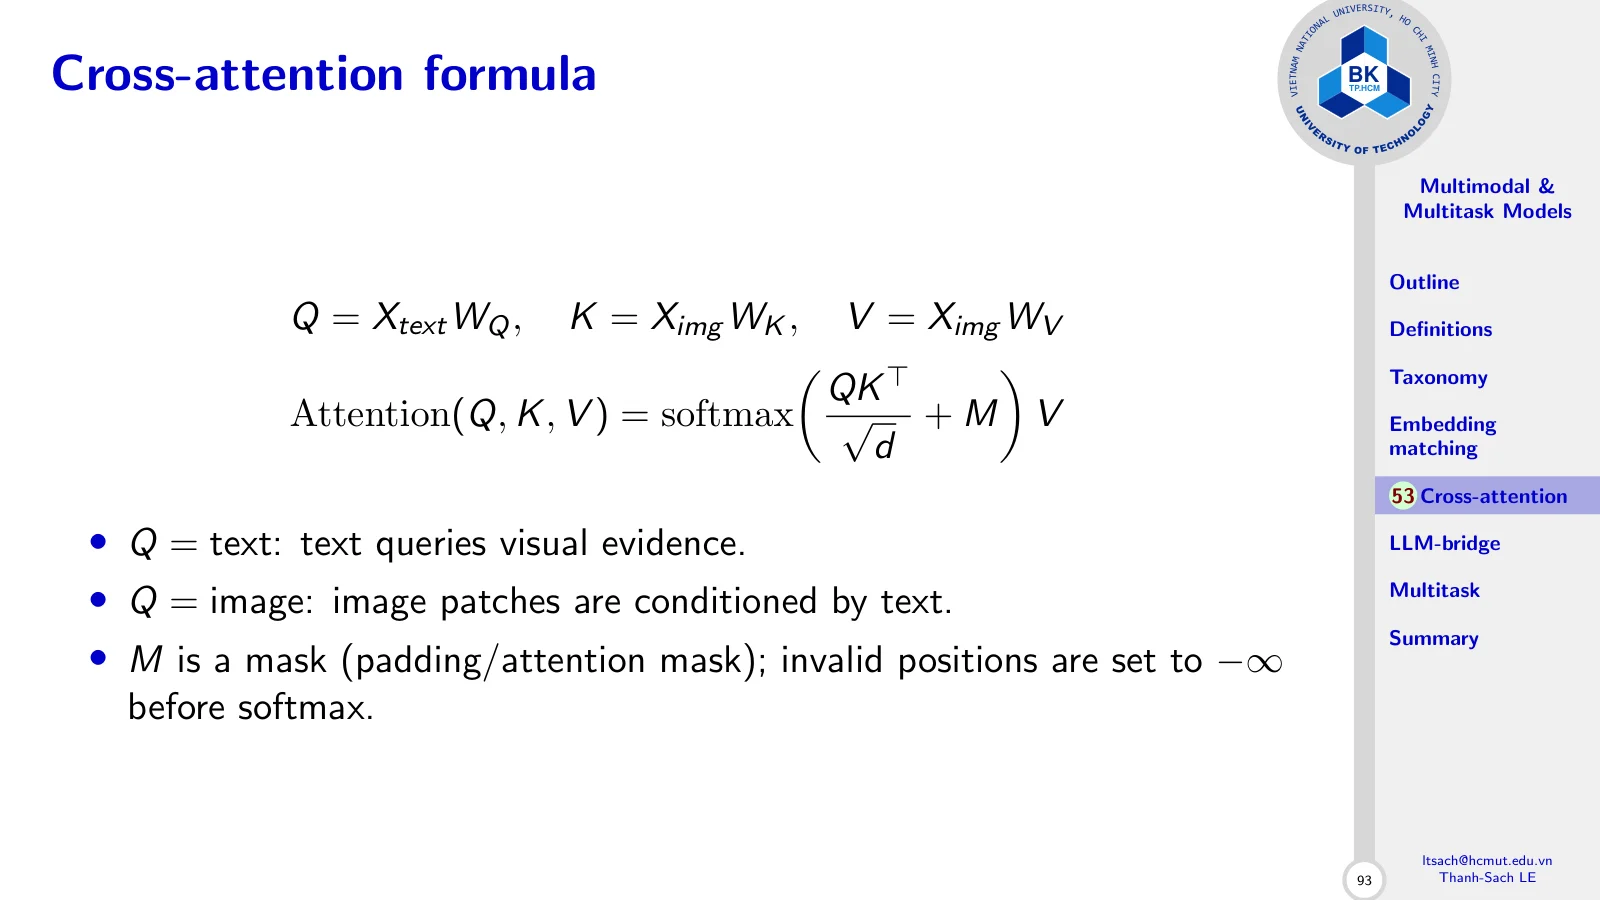 Cross-attention formula
Q = X_text W_Q, K = X_img W_K, V = X_img W_V
Attention(Q, K, V) = softmax(QK^⊤ / √d + M) V
• Q = text: text queries visual evidence.
• Q = image: image patches are conditioned by text.
• M is a mask (padding/attention mask); invalid positions are set to −∞
before softmax.
VIETNAM NATIONAL UNIVERSITY, HO CHI MINH CITY
BK
TP.HCM
UNIVERSITY OF TECHNOLOGY
Multimodal &
Multitask Models
Outline
Definitions
Taxonomy
Embedding
matching
53 Cross-attention
LLM-bridge
Multitask
Summary
ltsach@hcmut.edu.vn
Thanh-Sach LE
93